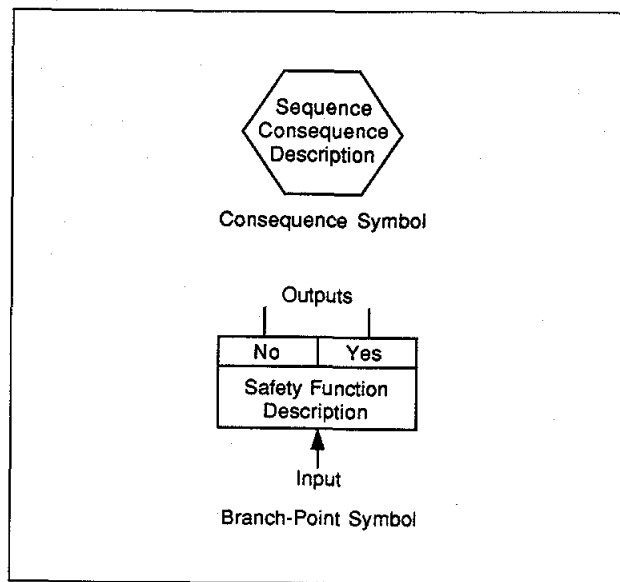 Sequence
Consequence
Description
Consequence Symbol
Outputs
No Yes
Safety Function
Description
Input
Branch-Point Symbol